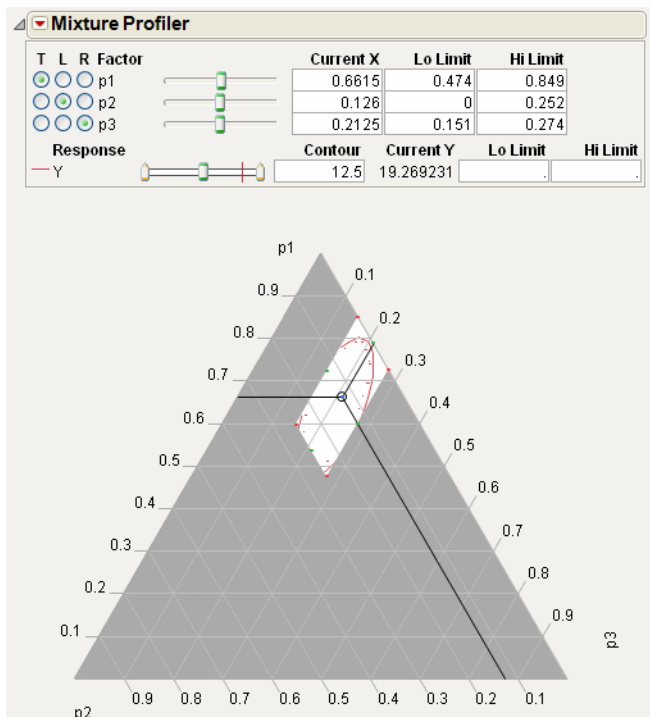 Mixture Profiler
T L R Factor Current X Lo Limit Hi Limit
p1 0.6615 0.474 0.849
p2 0.126 0 0.252
p3 0.2125 0.151 0.274
Response Contour Current Y Lo Limit Hi Limit
Y 12.5 19.269231 . .
p1
0.1
0.9
0.2
0.8
0.3
0.7
0.4
0.6
0.5
0.5
0.6
0.4
0.7
0.3
0.8
0.2
0.9
0.1
p3
0.9 0.8 0.7 0.6 0.5 0.4 0.3 0.2 0.1
p2